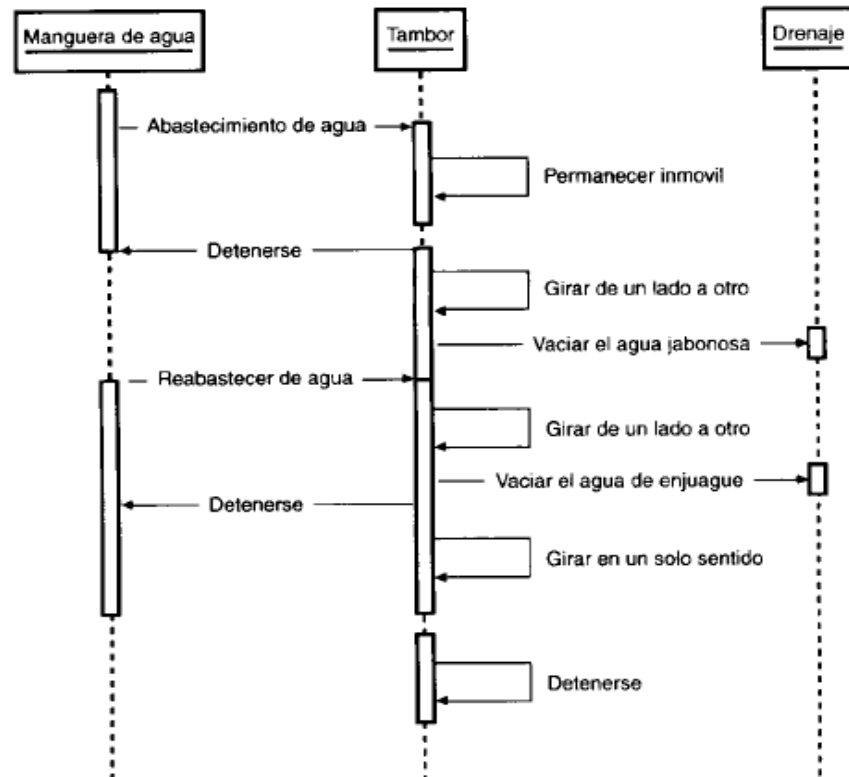 Manguera de agua
Tambor
Drenaje
Abastecimiento de agua
Permanecer inmovil
Detenerse
Girar de un lado a otro
Vaciar el agua jabonosa
Reabastecer de agua
Girar de un lado a otro
Vaciar el agua de enjuague
Detenerse
Girar en un solo sentido
Detenerse